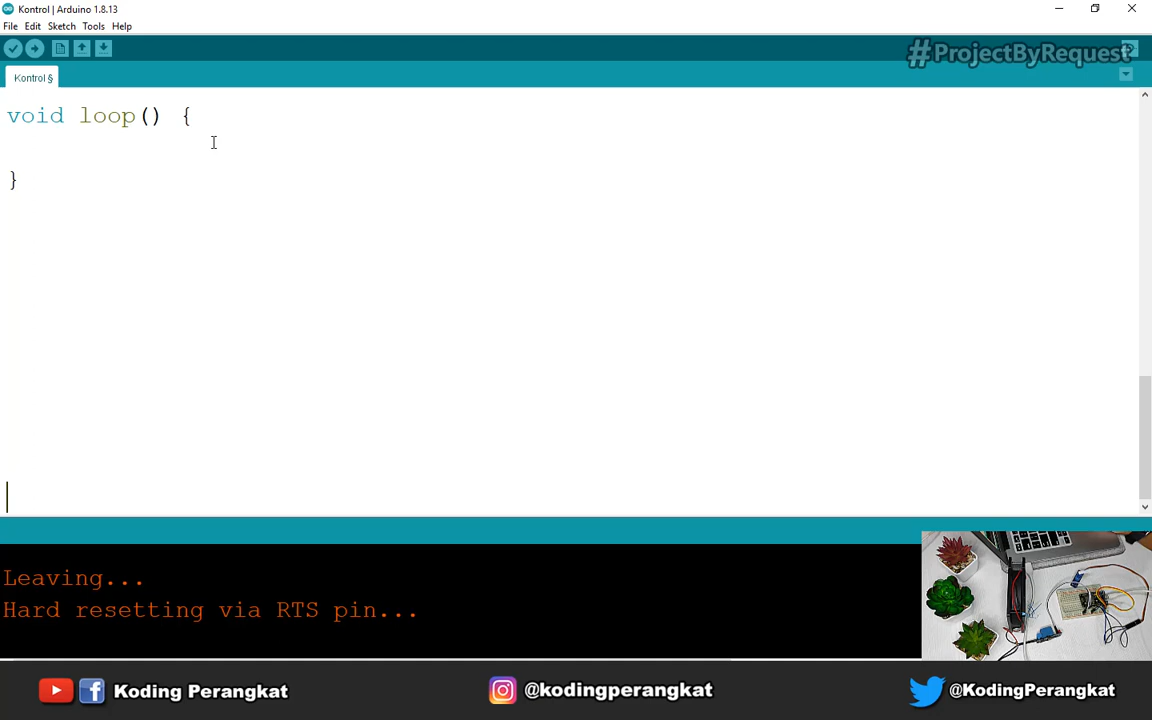 Kontrol | Arduino 1.8.13
File Edit Sketch Tools Help
#ProjectByRequest
Kontrol §
void loop() {
}
Leaving...
Hard resetting via RTS pin...
Koding Perangkat
@kodingperangkat
@KodingPerangkat